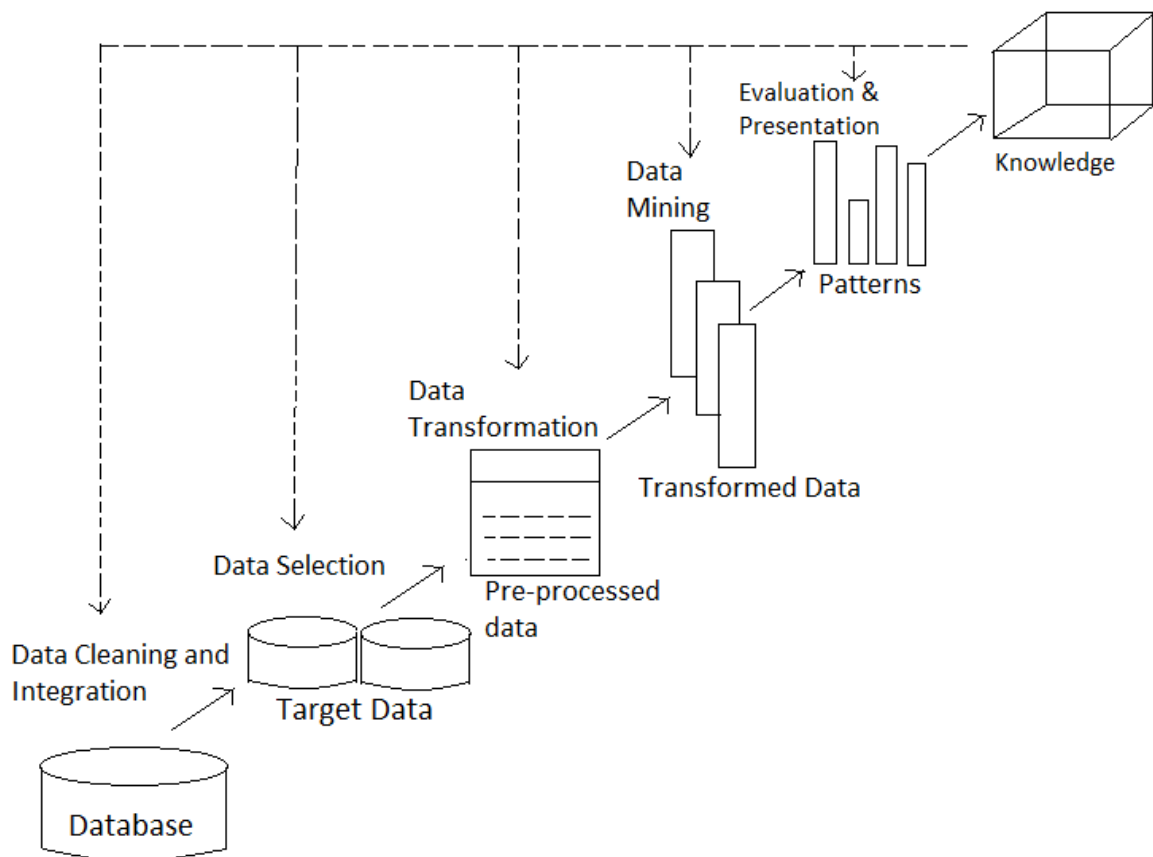 Evaluation &
Presentation
Knowledge
Data
Mining
Patterns
Data
Transformation
Transformed Data
Data Selection
Pre-processed
data
Data Cleaning and
Integration
Target Data
Database